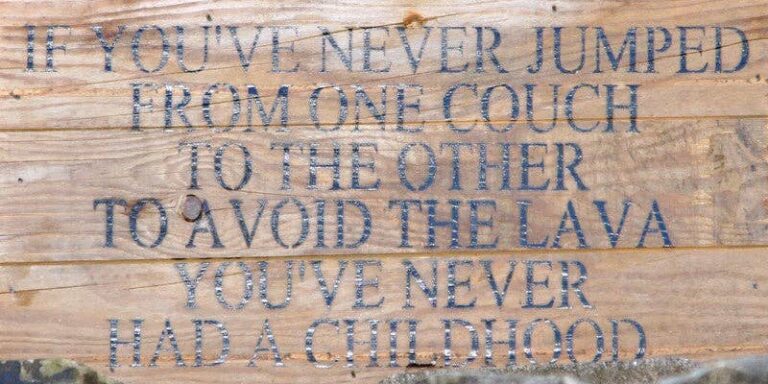 IF YOU'VE NEVER JUMPED
FROM ONE COUCH
TO THE OTHER
TO AVOID THE LAVA
YOU'VE NEVER
HAD A CHILDHOOD